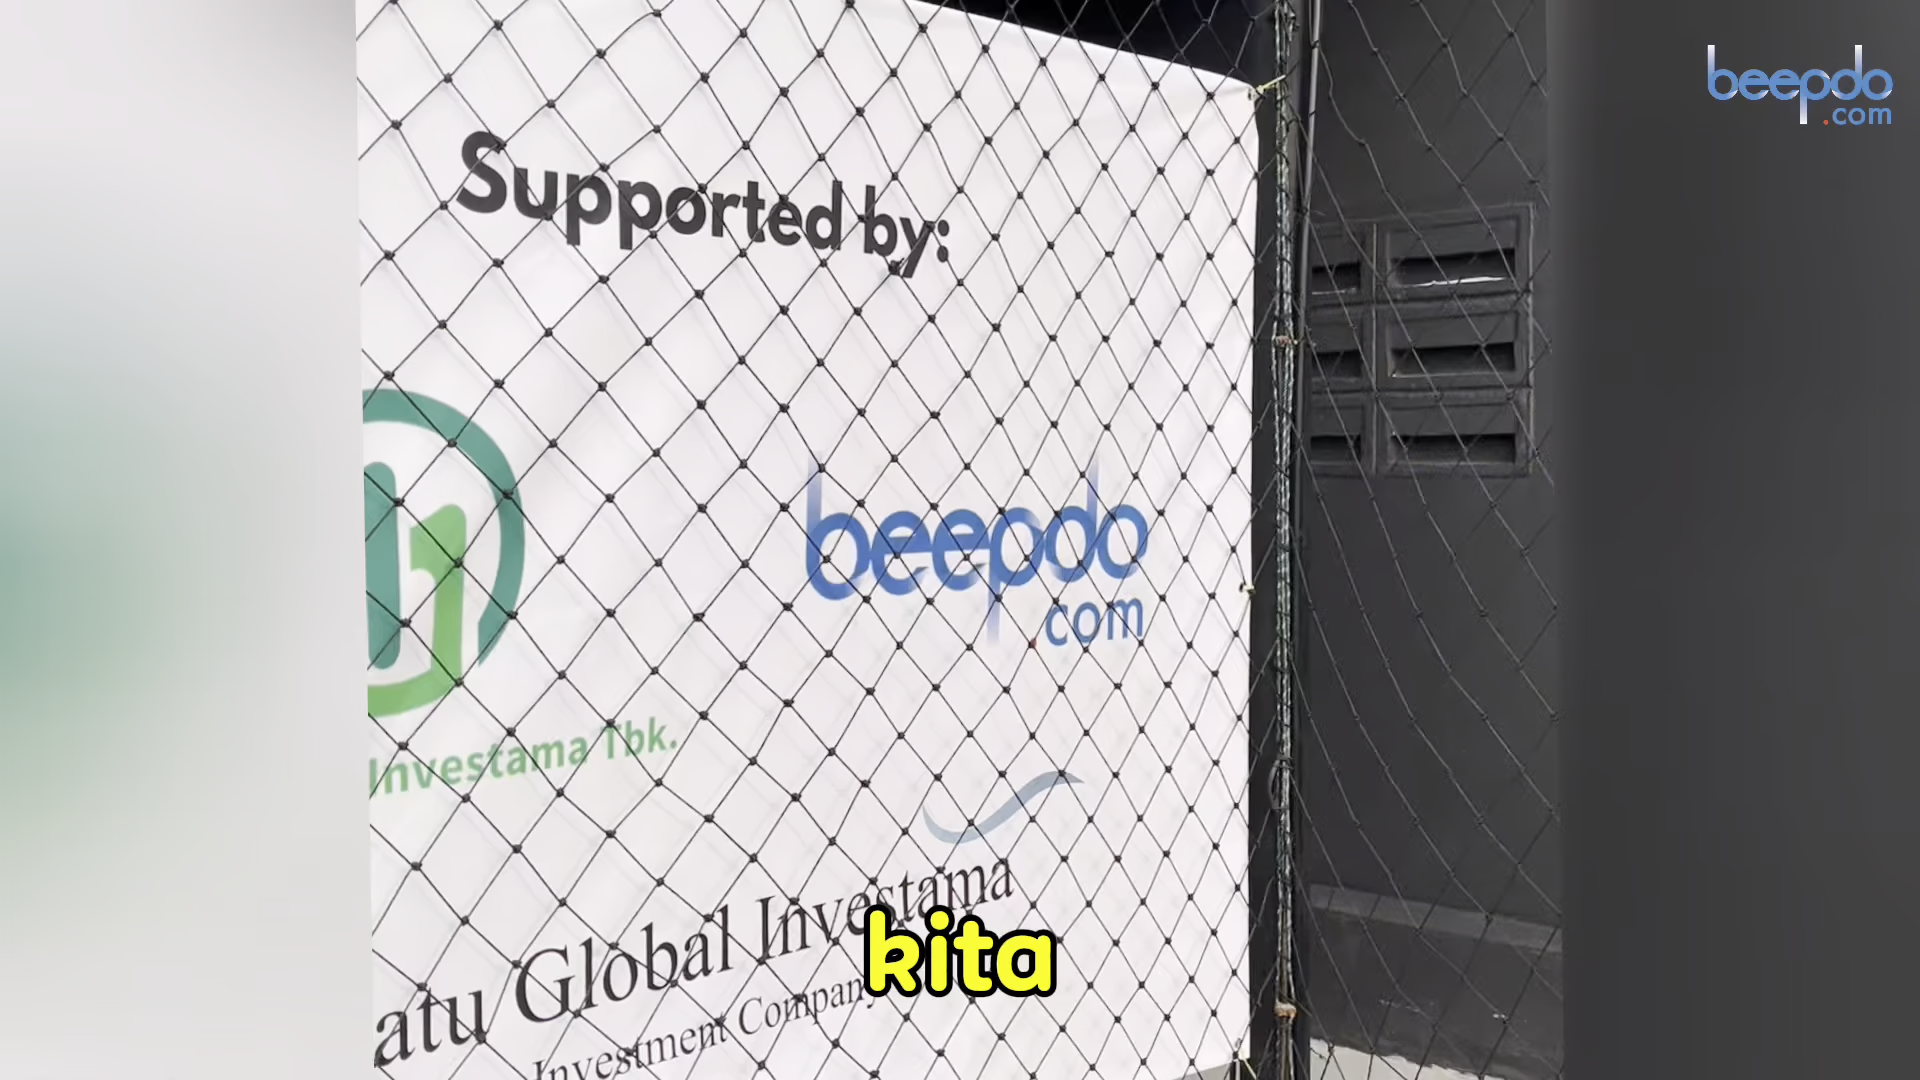 beepdo
.com
Supported by:
beepdo
.com
Investama Tbk.
atu Global Investama
Investment Company
kita